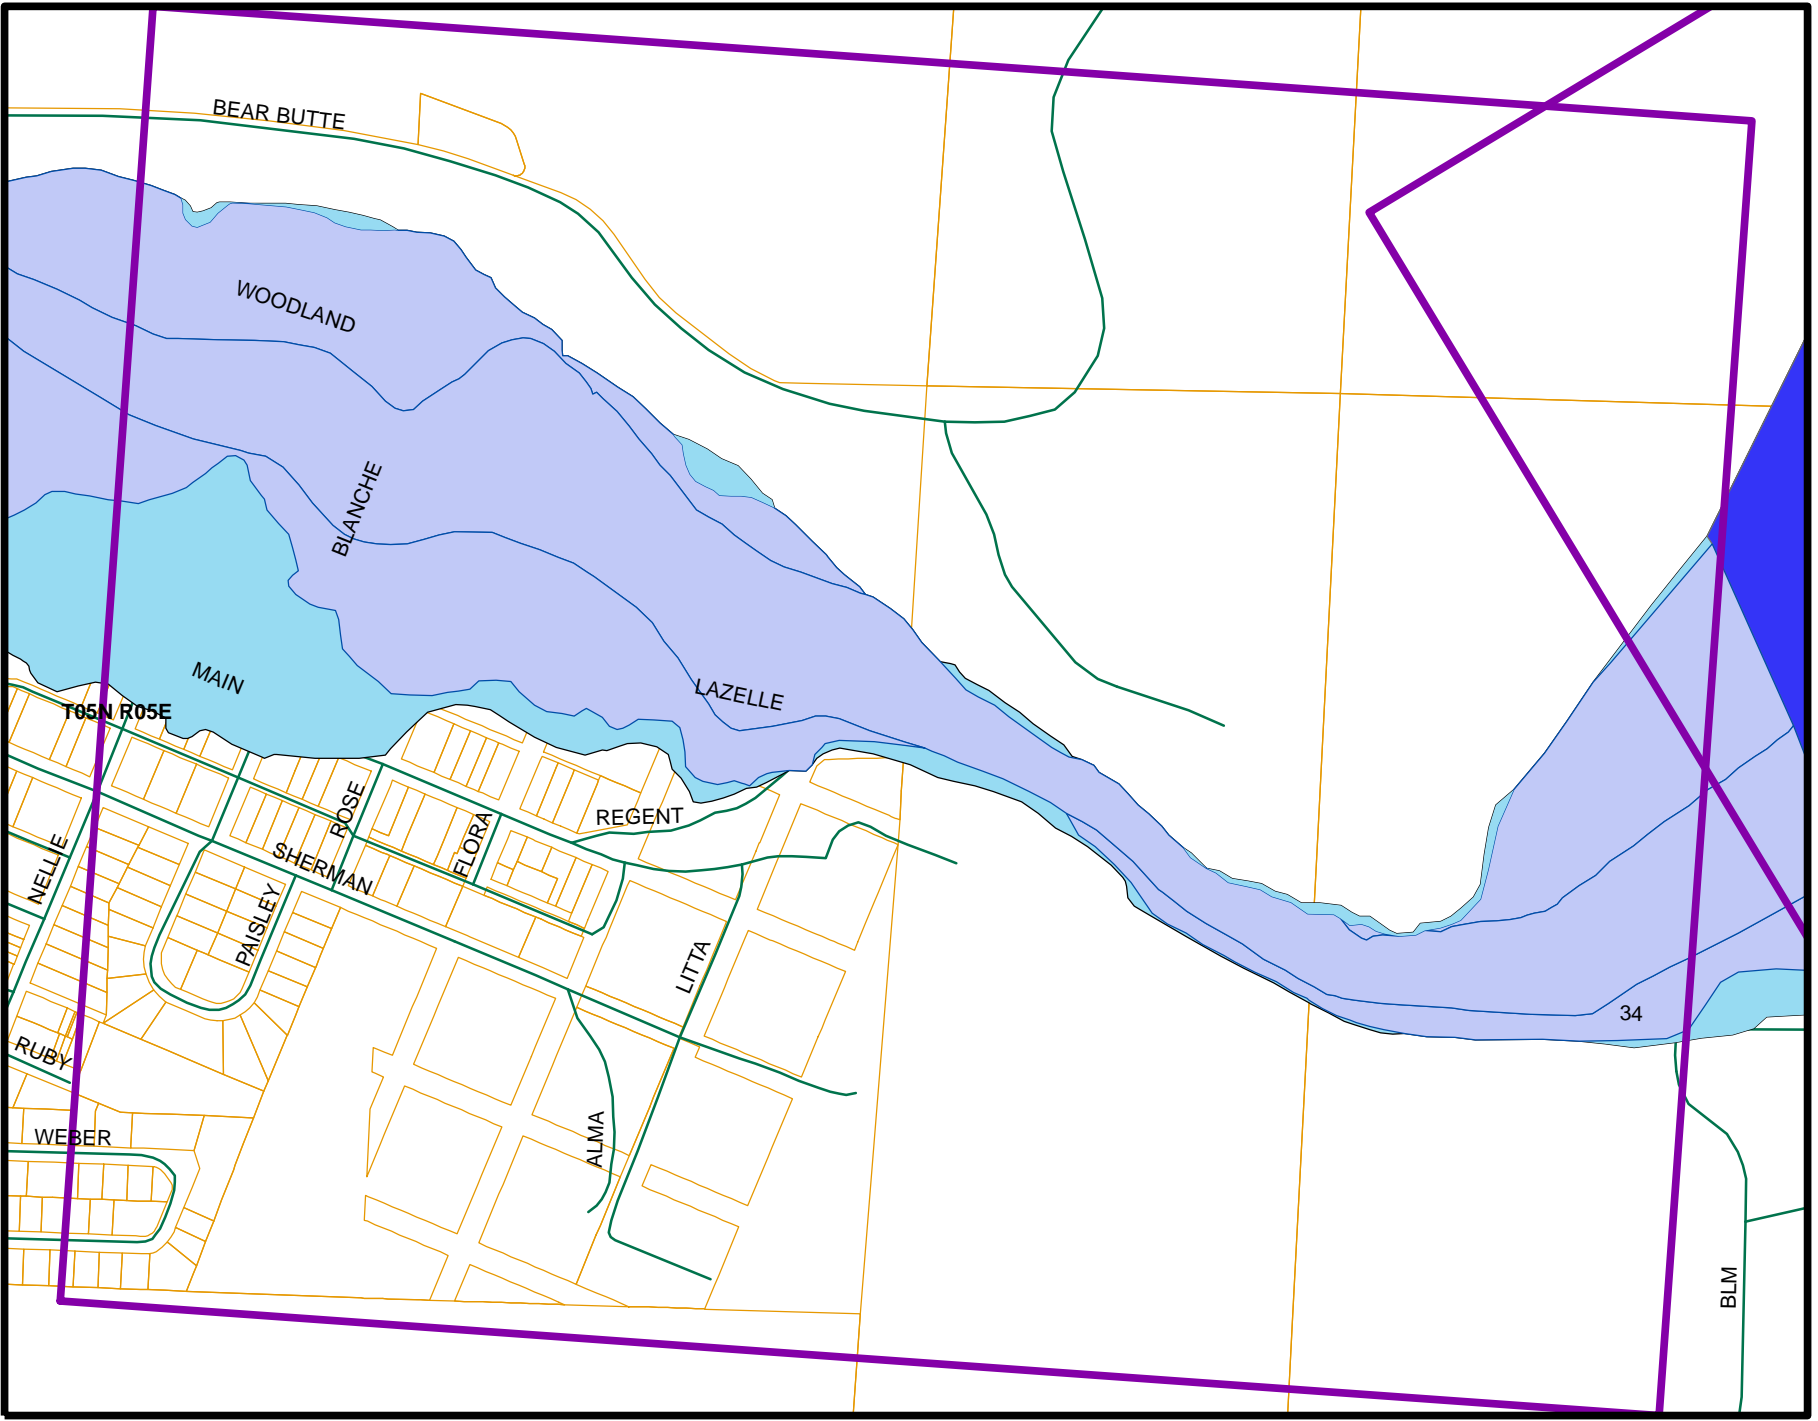 BEAR BUTTE
WOODLAND
BLANCHE
MAIN
LAZELLE
T05N R05E
ROSE
REGENT
FLORA
NELLIE
SHERMAN
PAISLEY
LITTA
34
RUBY
WEBER
ALMA
BLM